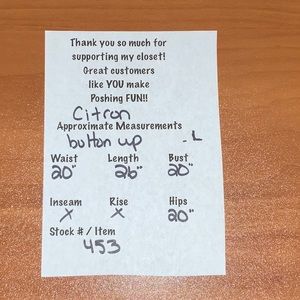 Thank you so much for
supporting my closet!
Great customers
like YOU make
Poshing FUN!!
Citron
Approximate Measurements
button up - L
Waist Length Bust
20" 26" 20"
Inseam Rise Hips
X X 20"
Stock # / Item
453